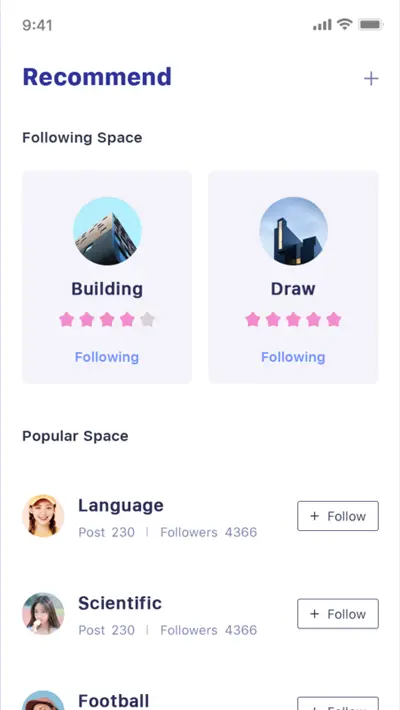 9:41
Recommend
Following Space
Building
Draw
Following
Following
Popular Space
Language
Post 230 | Followers 4366
+ Follow
Scientific
Post 230 | Followers 4366
+ Follow
Football
+ Follow